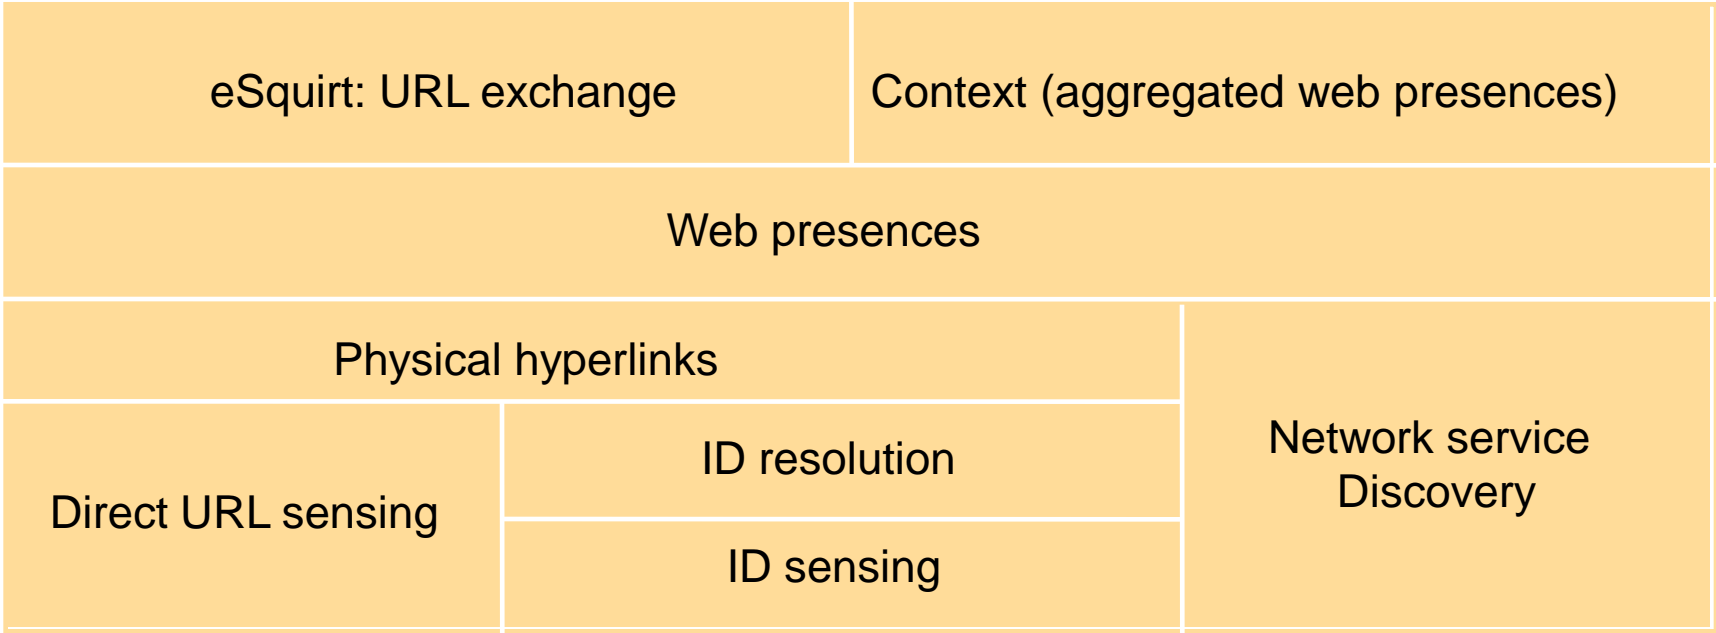 eSquirt: URL exchange
Context (aggregated web presences)
Web presences
Physical hyperlinks
Direct URL sensing
ID resolution
ID sensing
Network service
Discovery